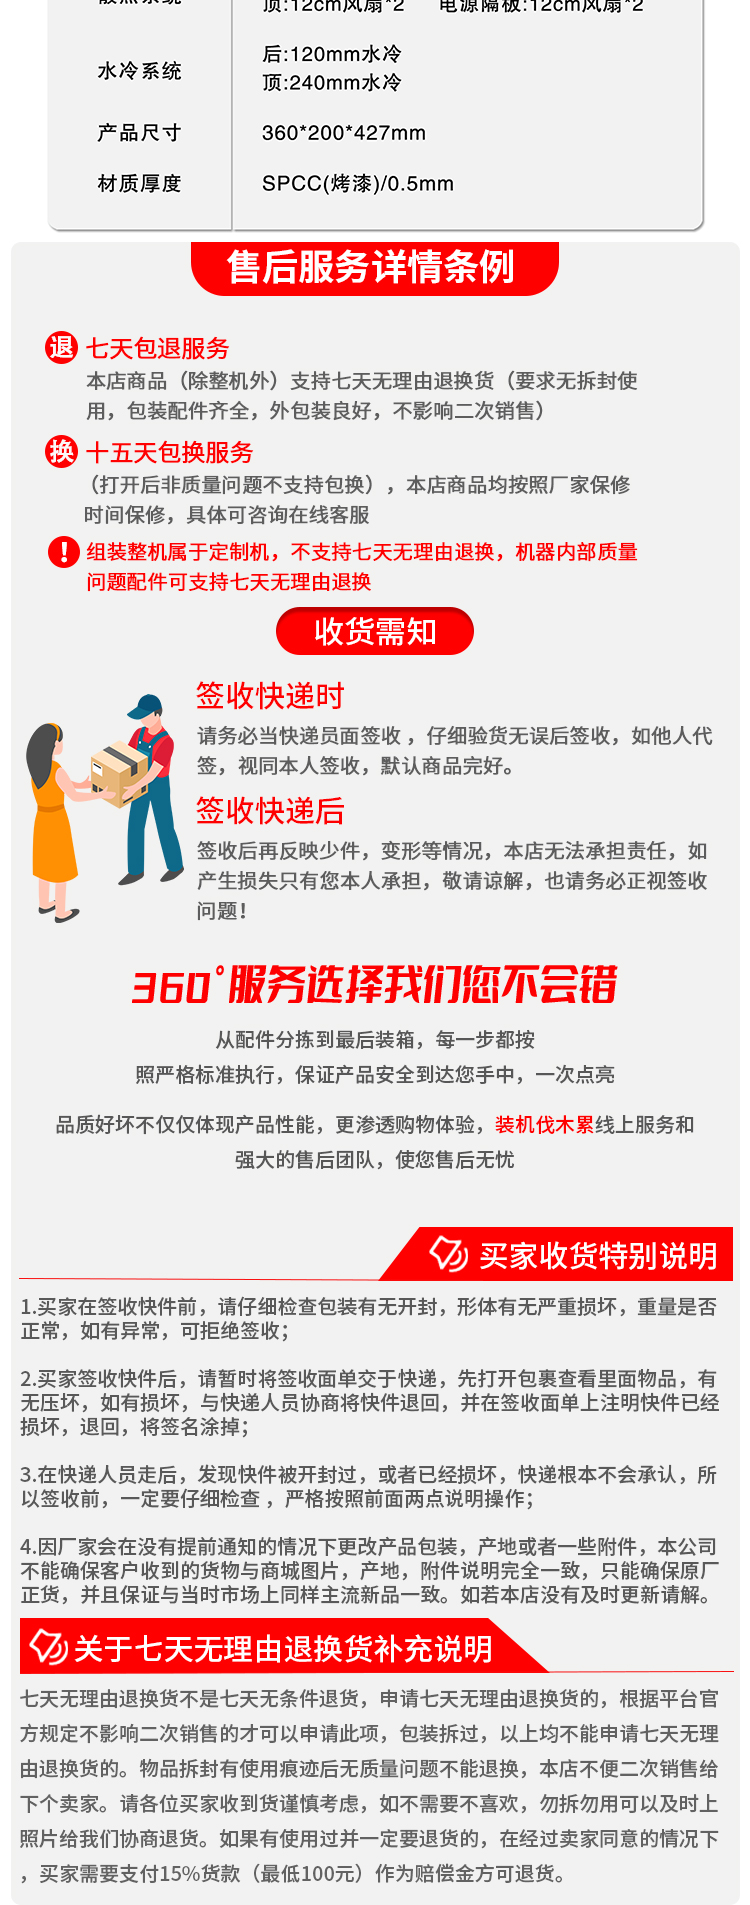 散热系统
顶:12cm风扇*2 电源隔板:12cm风扇*2
水冷系统
后:120mm水冷
顶:240mm水冷
产品尺寸
360*200*427mm
材质厚度
SPCC(烤漆)/0.5mm
售后服务详情条例
退 七天包退服务
本店商品（除整机外）支持七天无理由退换货（要求无拆封使
用，包装配件齐全，外包装良好，不影响二次销售）
换 十五天包换服务
（打开后非质量问题不支持包换），本店商品均按照厂家保修
时间保修，具体可咨询在线客服
! 组装整机属于定制机，不支持七天无理由退换，机器内部质量
问题配件可支持七天无理由退换
收货需知
签收快递时
请务必当快递员面签收 ，仔细验货无误后签收，如他人代
签，视同本人签收，默认商品完好。
签收快递后
签收后再反映少件，变形等情况，本店无法承担责任，如
产生损失只有您本人承担，敬请谅解，也请务必正视签收
问题！
360°服务选择我们您不会错
从配件分拣到最后装箱，每一步都按
照严格标准执行，保证产品安全到达您手中，一次点亮
品质好坏不仅仅体现产品性能，更渗透购物体验，装机伐木累线上服务和
强大的售后团队，使您售后无忧
买家收货特别说明
1.买家在签收快件前，请仔细检查包装有无开封，形体有无严重损坏，重量是否
正常，如有异常，可拒绝签收；
2.买家签收快件后，请暂时将签收面单交于快递，先打开包裹查看里面物品，有
无压坏，如有损坏，与快递人员协商将快件退回，并在签收面单上注明快件已经
损坏，退回，将签名涂掉；
3.在快递人员走后，发现快件被开封过，或者已经损坏，快递根本不会承认，所
以签收前，一定要仔细检查 ，严格按照前面两点说明操作；
4.因厂家会在没有提前通知的情况下更改产品包装，产地或者一些附件，本公司
不能确保客户收到的货物与商城图片，产地，附件说明完全一致，只能确保原厂
正货，并且保证与当时市场上同样主流新品一致。如若本店没有及时更新请解。
关于七天无理由退换货补充说明
七天无理由退换货不是七天无条件退货，申请七天无理由退换货的，根据平台官
方规定不影响二次销售的才可以申请此项，包装拆过，以上均不能申请七天无理
由退换货的。物品拆封有使用痕迹后无质量问题不能退换，本店不便二次销售给
下个卖家。请各位买家收到货谨慎考虑，如不需要不喜欢，勿拆勿用可以及时上
照片给我们协商退货。如果有使用过并一定要退货的，在经过卖家同意的情况下
，买家需要支付15%货款（最低100元）作为赔偿金方可退货。